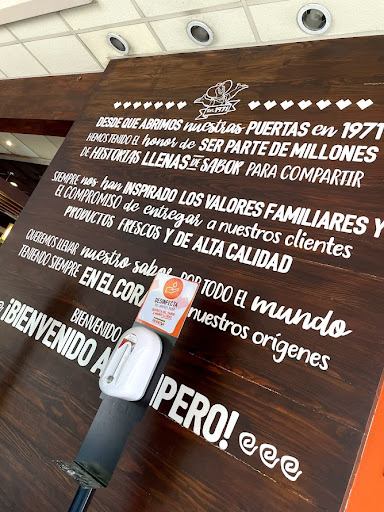 DESDE QUE ABRIMOS nuestras PUERTAS en 1971
HEMOS TENIDO EL honor de SER PARTE DE MILLONES
DE HISTORIAS LLENAS DE SABOR PARA COMPARTIR
SIEMPRE nos han INSPIRADO LOS VALORES FAMILIARES Y
EL COMPROMISO de entregar a nuestros clientes
PRODUCTOS FRESCOS Y DE ALTA CALIDAD
QUEREMOS LLEVAR nuestro sabor POR TODO EL mundo
TENIENDO SIEMPRE EN EL COR nuestros orígenes
BIENVENIDO
¡BIENVENIDO A PERO!
DESINFECTA